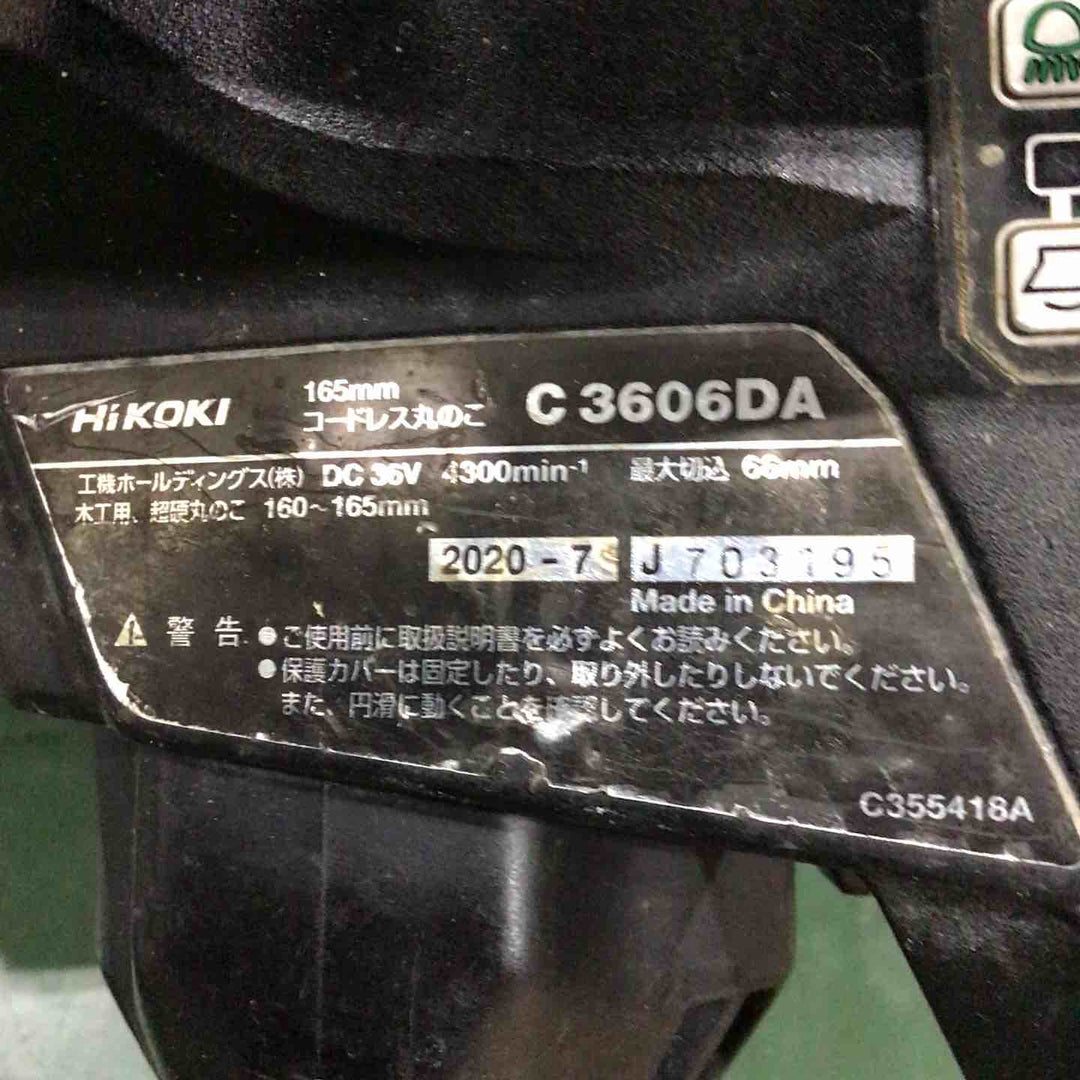 HiKOKI 165mm コードレス丸のこ C 3606DA
工機ホールディングス(株) DC 36V 4300min⁻¹ 最大切込 66mm
木工用、超硬丸のこ 160～165mm
2020 - 7 J 703195
Made in China
警告 ●ご使用前に取扱説明書を必ずよくお読みください。
●保護カバーは固定したり、取り外したりしないでください。
また、円滑に動くことを確認してください。
C355418A